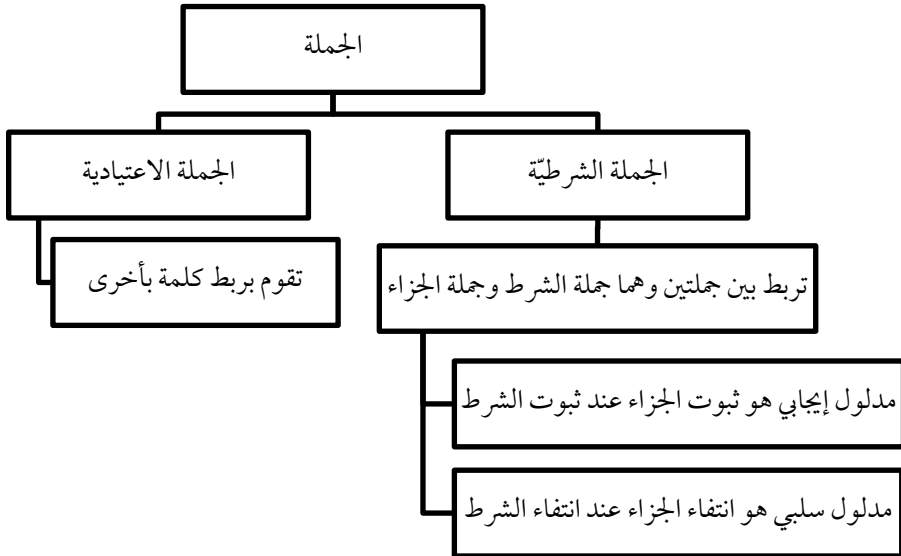 الجملة
الجملة الشرطيّة
الجملة الاعتيادية
تربط بين جملتين وهما جملة الشرط وجملة الجزاء
تقوم بربط كلمة بأخرى
مدلول إيجابي هو ثبوت الجزاء عند ثبوت الشرط
مدلول سلبي هو انتفاء الجزاء عند انتفاء الشرط